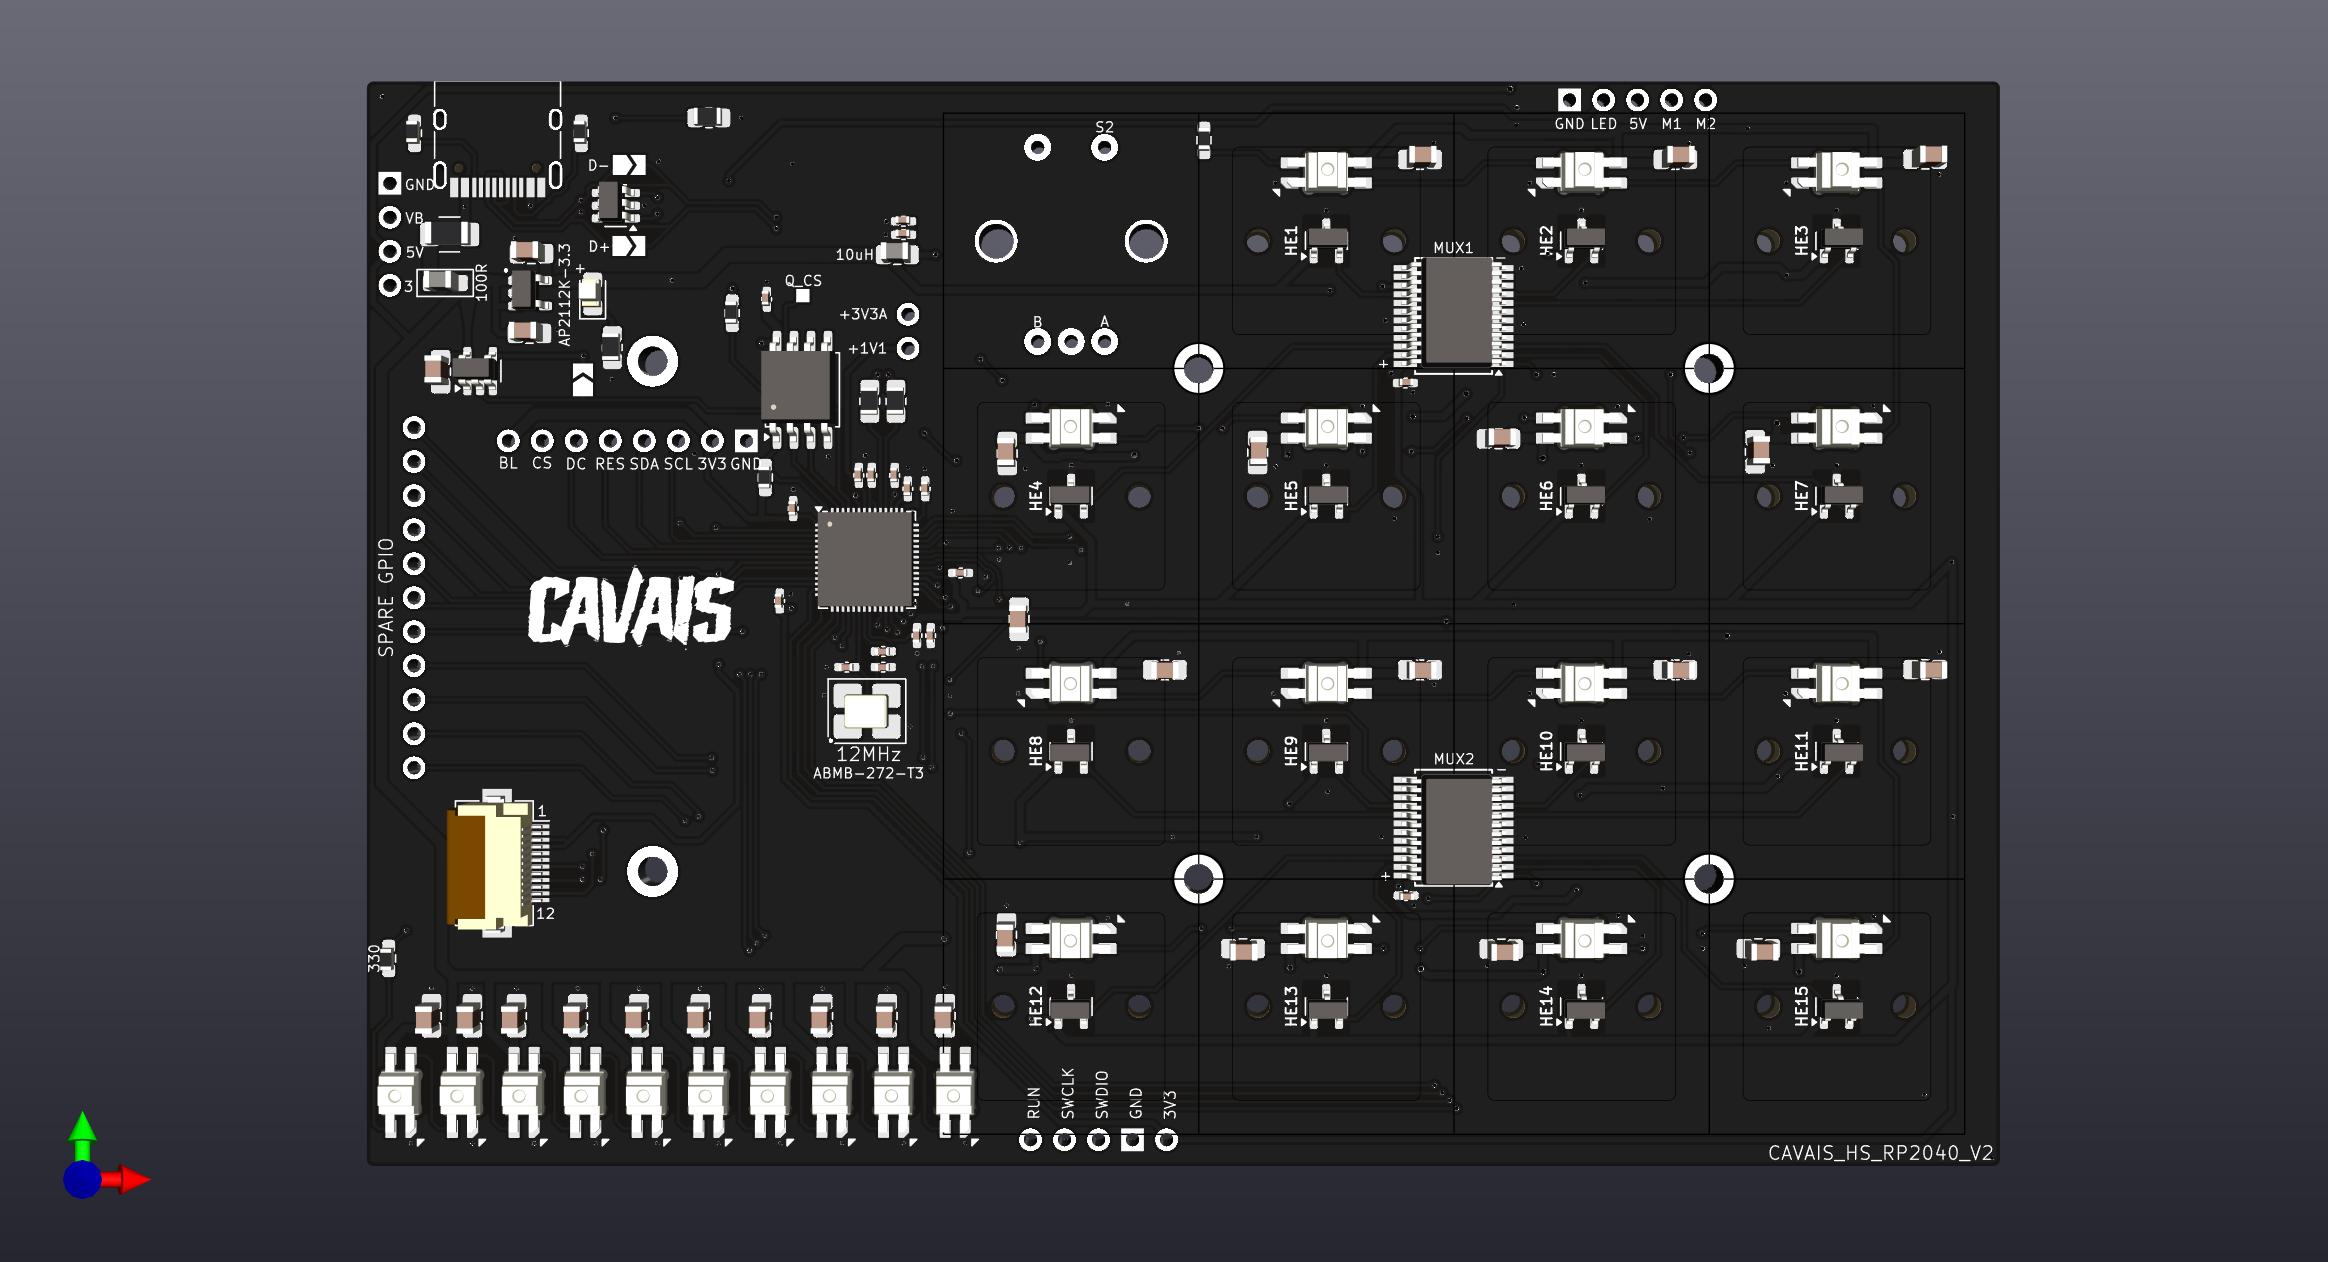 GND LED 5V M1 M2
S2
D-
GND
VB
D+
5V
10uH
3
100R
AP2112K-3.3
+
Q_CS
+3V3A
+1V1
B A
HE1
MUX1
HE2
HE3
+
-
BL CS DC RES SDA SCL 3V3 GND
HE4
HE5
HE6
HE7
SPARE GPIO
CAVAIS
12MHz
ABMB-272-T3
HE8
HE9
MUX2
HE10
HE11
+
-
1
12
330
HE12
HE13
HE14
HE15
RUN
SWCLK
SWDIO
GND
3V3
CAVAIS_HS_RP2040_V2